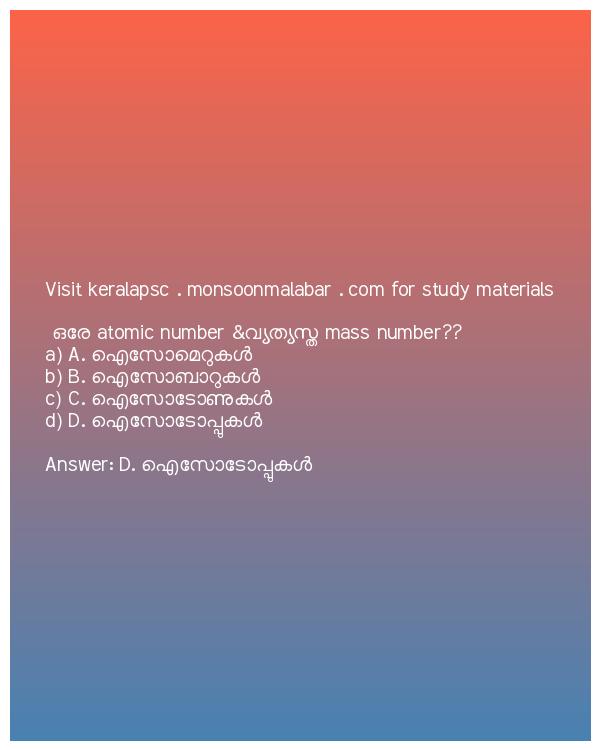 Visit keralapsc . monsoonmalabar . com for study materials
ഒരേ atomic number &വ്യത്യസ്ത mass number??
a) A. ഐസോമെറുകൾ
b) B. ഐസോബാറുകൾ
c) C. ഐസോടോണുകൾ
d) D. ഐസോടോപ്പുകൾ
Answer: D. ഐസോടോപ്പുകൾ